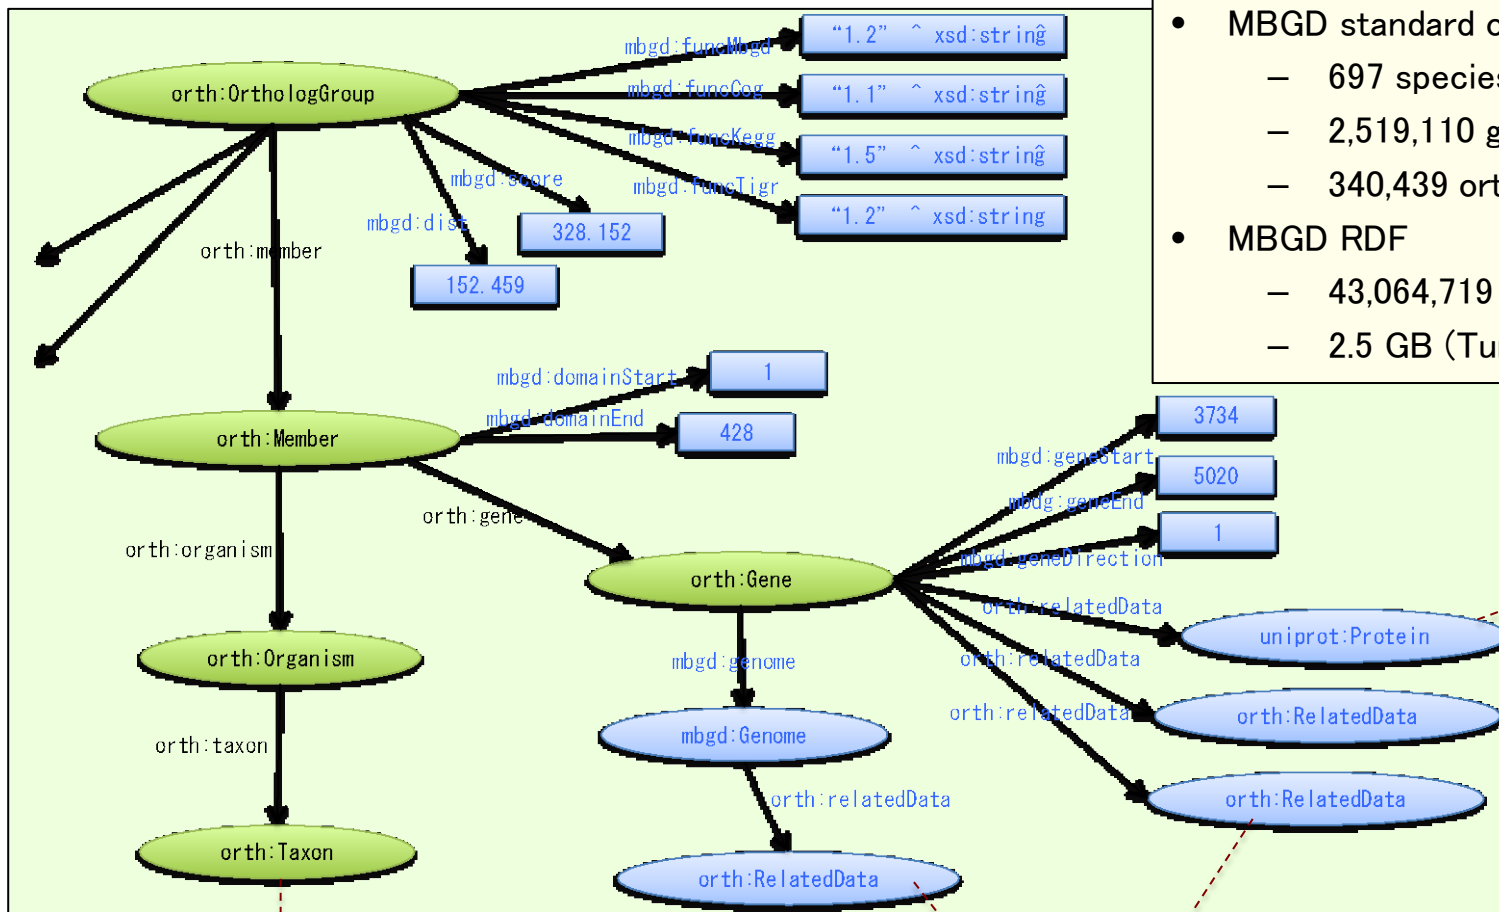 mbgd:funcMbgd
“1.2” ^ xsd:string^
orth:OrthologGroup
mbgd:funcCog
“1.1” ^ xsd:string^
mbgd:funcKegg
“1.5” ^ xsd:string^
mbgd:score
mbgd:funcTigr
“1.2” ^ xsd:string
mbgd:dist
328.152
orth:member
152.459
• MBGD standard
– 697 species
– 2,519,110
– 340,439
• MBGD RDF
– 43,064,719
– 2.5 GB
mbgd:domainStart
1
mbgd:domainEnd
428
orth:Member
3734
mbgd:geneStart
5020
mbdg:geneEnd
1
mbgd:geneDirection
orth:gene
orth:organism
orth:Gene
orth:relatedData
uniprot:Protein
orth:Organism
mbgd:genome
orth:relatedData
orth:RelatedData
orth:relatedData
mbgd:Genome
orth:taxon
orth:relatedData
orth:RelatedData
orth:Taxon
orth:RelatedData